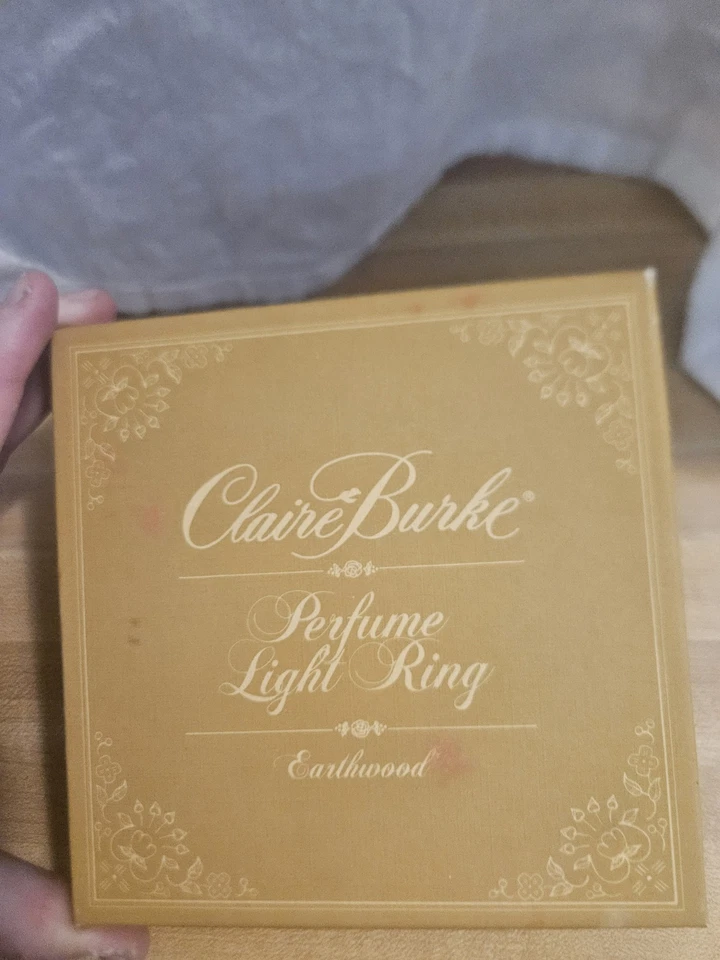 Claire Burke®
Perfume
Light Ring
Earthwood